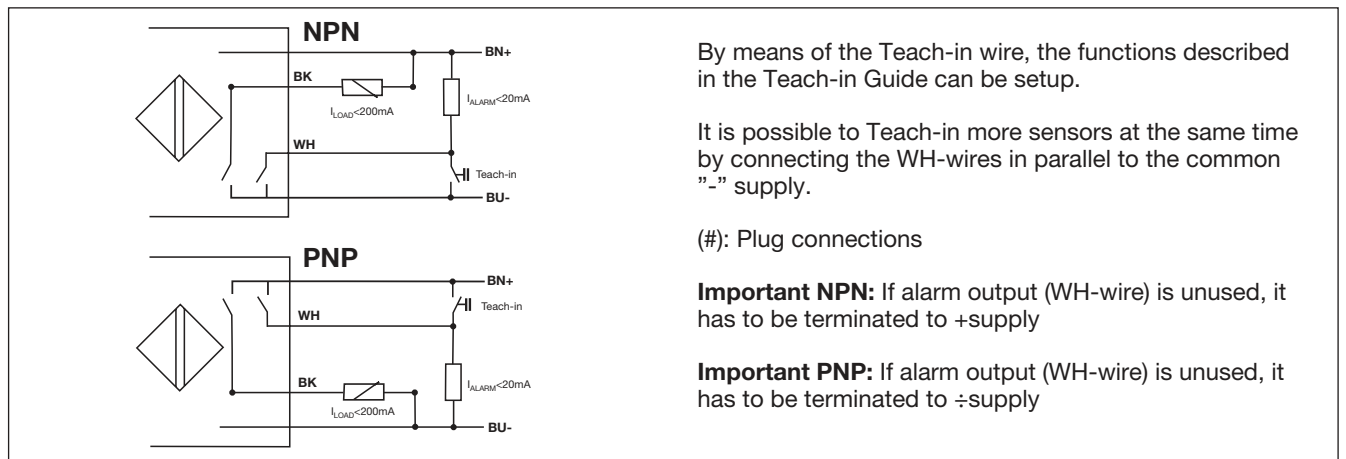 NPN
BN+
BK
I_LOAD<200mA
I_ALARM<20mA
WH
Teach-in
BU-
PNP
BN+
Teach-in
WH
BK
I_LOAD<200mA
I_ALARM<20mA
BU-
By means of the Teach-in wire, the functions described
in the Teach-in Guide can be setup.
It is possible to Teach-in more sensors at the same time
by connecting the WH-wires in parallel to the common
”-” supply.
(#): Plug connections
Important NPN: If alarm output (WH-wire) is unused, it
has to be terminated to +supply
Important PNP: If alarm output (WH-wire) is unused, it
has to be terminated to ÷supply